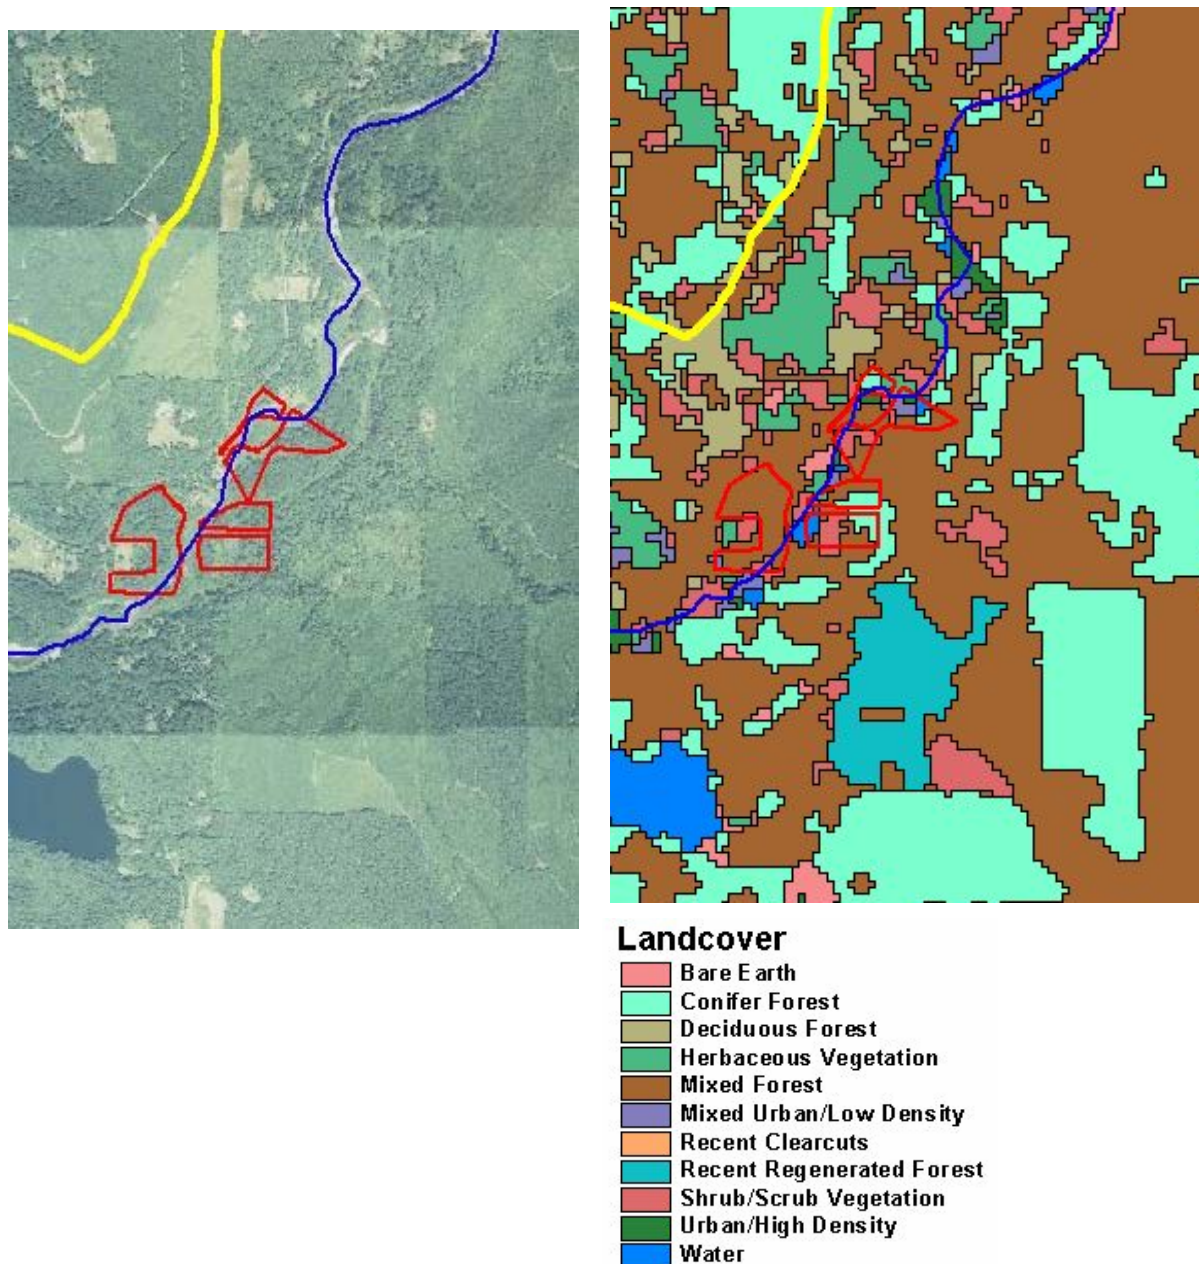 Landcover
Bare Earth
Conifer Forest
Deciduous Forest
Herbaceous Vegetation
Mixed Forest
Mixed Urban/Low Density
Recent Clearcuts
Recent Regenerated Forest
Shrub/Scrub Vegetation
Urban/High Density
Water